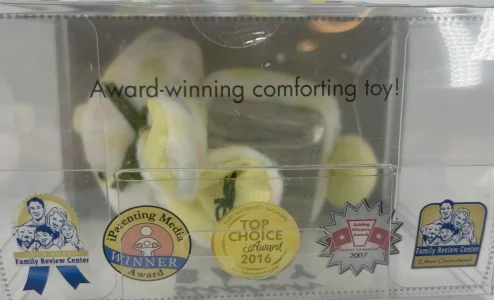 Award-winning comforting toy!
Family Review Center
iParenting Media
WINNER
Award
TOP
CHOICE
Award
2016
2007
Family Review Center